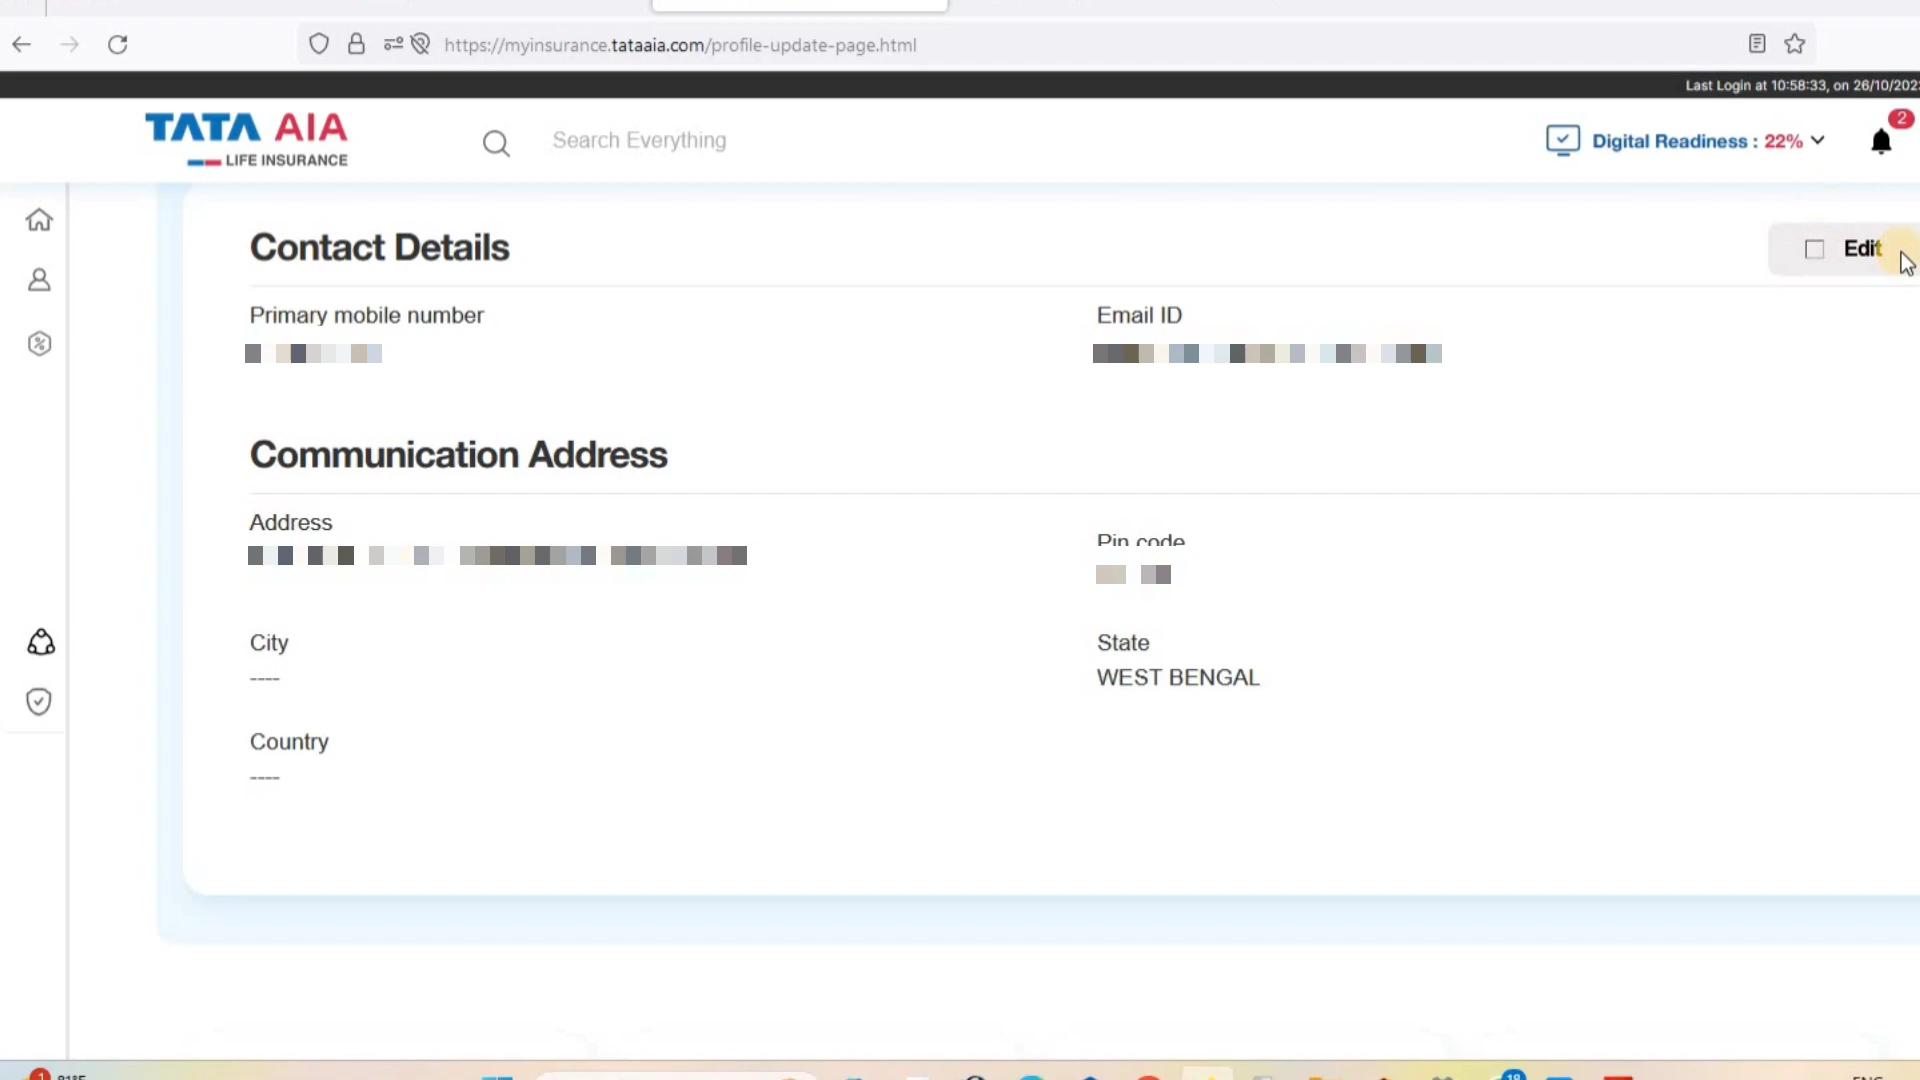 https://myinsurance.tataaia.com/profile-update-page.html
Last Login at 10:58:33, on 26/10/202
TATA AIA
LIFE INSURANCE
Search Everything
Digital Readiness : 22%
2
Contact Details
Edit
Primary mobile number
Email ID
Communication Address
Address
Pin code
City
----
State
WEST BENGAL
Country
----